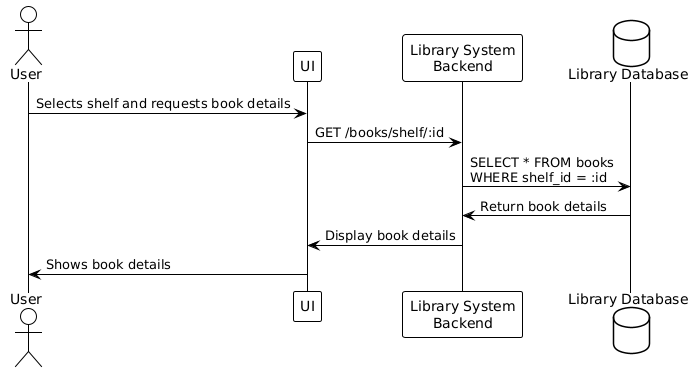 User
UI
Library System
Backend
Library Database
Selects shelf and requests book details
GET /books/shelf/:id
SELECT * FROM books
WHERE shelf_id = :id
Return book details
Display book details
Shows book details
User
UI
Library System
Backend
Library Database